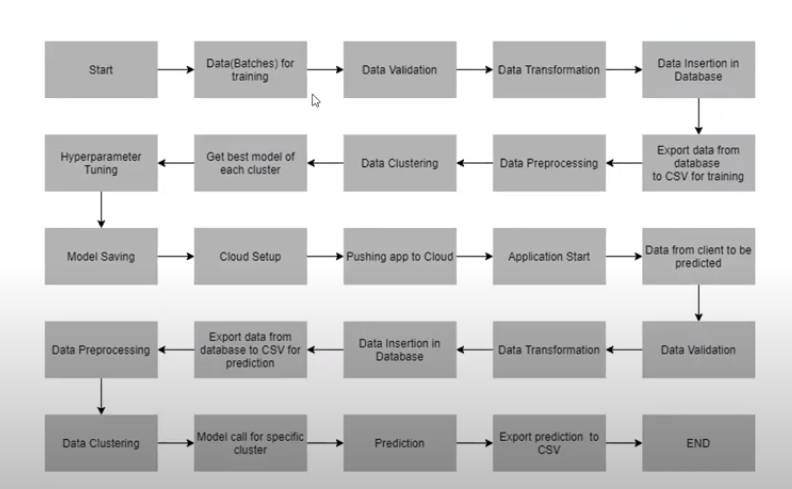 Start
Data(Batches) for
training
Data Validation
Data Transformation
Data Insertion in
Database
Hyperparameter
Tuning
Get best model of
each cluster
Data Clustering
Data Preprocessing
Export data from
database
to CSV for training
Model Saving
Cloud Setup
Pushing app to Cloud
Application Start
Data from client to be
predicted
Data Preprocessing
Export data from
database to CSV for
prediction
Data Insertion in
Database
Data Transformation
Data Validation
Data Clustering
Model call for specific
cluster
Prediction
Export prediction to
CSV
END